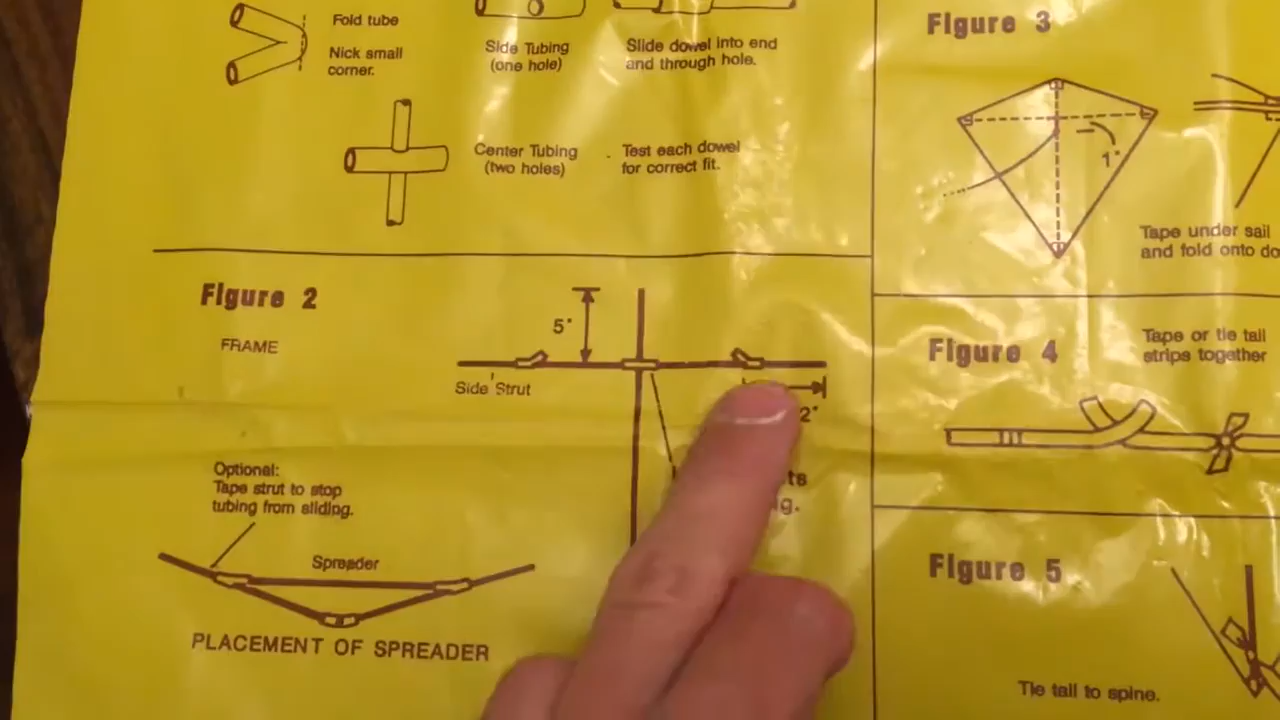 Fold tube
Nick small
corner.
Side Tubing
(one hole)
Slide dowel into end
and through hole.
Center Tubing
(two holes)
Test each dowel
for correct fit.
Figure 2
FRAME
5"
Side Strut
2"
Optional:
Tape strut to stop
tubing from sliding.
Spreader
PLACEMENT OF SPREADER
Figure 3
1"
Tape under sail
and fold onto
Figure 4
Tape or tie tail
strips together
Figure 5
Tie tail to spine.